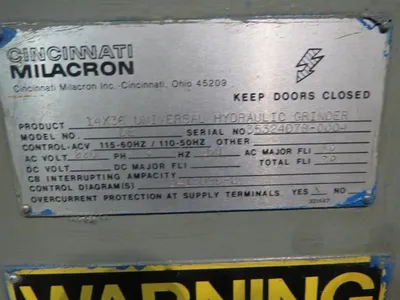 CINCINNATI
MILACRON
Cincinnati Milacron Inc.-Cincinnati, Ohio 45209
KEEP DOORS CLOSED
PRODUCT 14X36 UNIVERSAL HYDRAULIC GRINDER
MODEL NO. DE SERIAL NO.
CONTROL-ACV 115-60HZ / 110-50HZ OTHER
AC VOLT PH HZ AC MAJOR FLI
DC VOLT DC MAJOR FLI TOTAL FLI
CB INTERRUPTING AMPACITY
CONTROL DIAGRAM(S)
OVERCURRENT PROTECTION AT SUPPLY TERMINALS YES X NO
WARNING